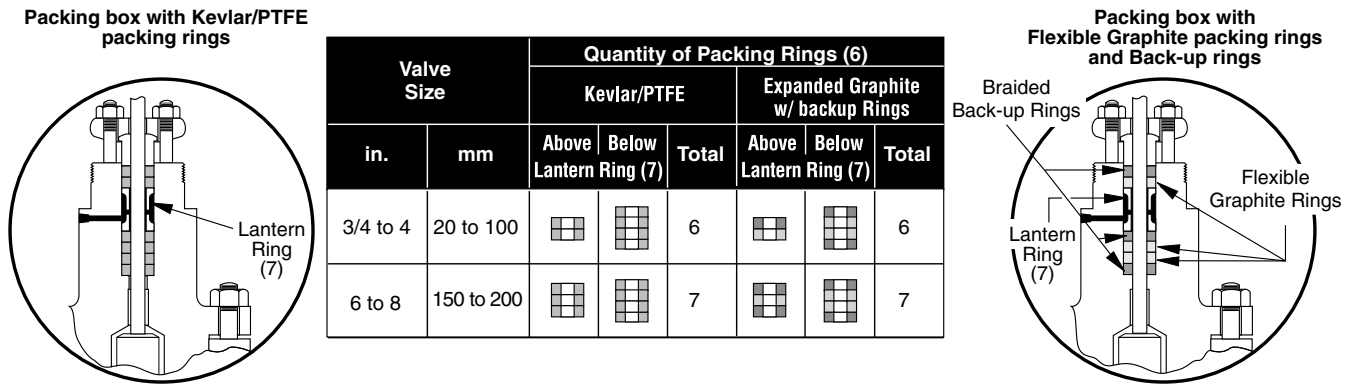 Packing box with Kevlar/PTFE
packing rings
Lantern
Ring
(7)
Valve
Size
Quantity of Packing Rings (6)
Kevlar/PTFE
Expanded Graphite
w/ backup Rings
in.
mm
Above Below
Lantern Ring (7)
Total
Above Below
Lantern Ring (7)
Total
3/4 to 4 20 to 100 6 6
6 to 8 150 to 200 7 7
Packing box with
Flexible Graphite packing rings
and Back-up rings
Braided
Back-up Rings
Flexible
Graphite Rings
Lantern
Ring
(7)